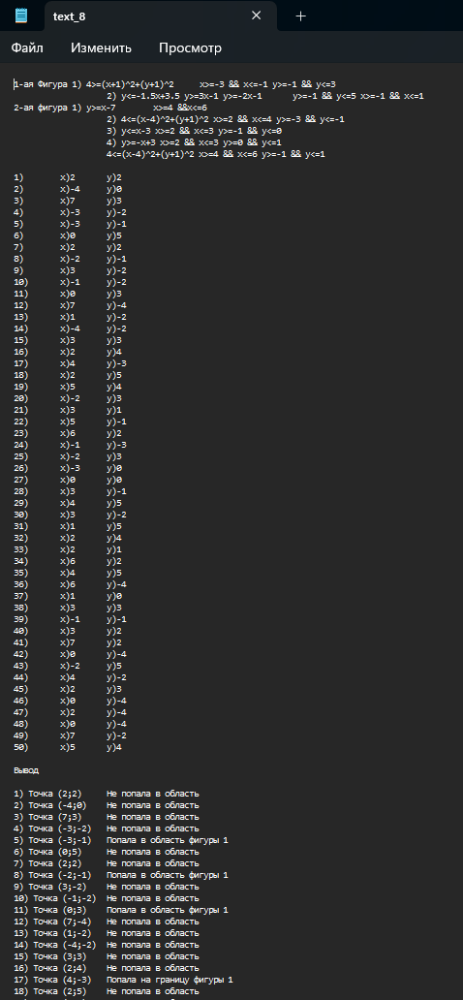 text_8
Файл Изменить Просмотр
1-ая Фигура 1) 4>=(x+1)^2+(y+1)^2 x>=-3 && x<=-1 y>=-1 && y<=3
2) y<=-1.5x+3.5 y>=3x-1 y>=-2x-1 y>=-1 && y<=5 x>=-1 && x<=1
2-ая фигура 1) y>=x-7 x>=4 &&x<=6
2) 4<=(x-4)^2+(y+1)^2 x>=2 && x<=4 y>=-3 && y<=-1
3) y<=x-3 x>=2 && x<=3 y>=-1 && y<=0
4) y>=-x+3 x>=2 && x<=3 y>=0 && y<=1
4<=(x-4)^2+(y+1)^2 x>=4 && x<=6 y>=-1 && y<=1
1) x)2 y)2
2) x)-4 y)0
3) x)7 y)3
4) x)-3 y)-2
5) x)-3 y)-1
6) x)0 y)5
7) x)2 y)2
8) x)-2 y)-1
9) x)3 y)-2
10) x)-1 y)-2
11) x)0 y)3
12) x)7 y)-4
13) x)1 y)-2
14) x)-4 y)-2
15) x)3 y)3
16) x)2 y)4
17) x)4 y)-3
18) x)2 y)5
19) x)5 y)4
20) x)-2 y)3
21) x)3 y)1
22) x)5 y)-1
23) x)6 y)2
24) x)-1 y)-3
25) x)-2 y)3
26) x)-3 y)0
27) x)0 y)0
28) x)3 y)-1
29) x)4 y)5
30) x)3 y)-2
31) x)1 y)5
32) x)2 y)4
33) x)2 y)1
34) x)6 y)2
35) x)4 y)5
36) x)6 y)-4
37) x)1 y)0
38) x)3 y)3
39) x)-1 y)-1
40) x)3 y)2
41) x)7 y)2
42) x)0 y)-4
43) x)-2 y)5
44) x)4 y)-2
45) x)2 y)3
46) x)0 y)-4
47) x)2 y)-4
48) x)0 y)-4
49) x)7 y)-2
50) x)5 y)4
Вывод
1) Точка (2;2) Не попала в область
2) Точка (-4;0) Не попала в область
3) Точка (7;3) Не попала в область
4) Точка (-3;-2) Не попала в область
5) Точка (-3;-1) Попала в область фигуры 1
6) Точка (0;5) Не попала в область
7) Точка (2;2) Не попала в область
8) Точка (-2;-1) Попала в область фигуры 1
9) Точка (3;-2) Не попала в область
10) Точка (-1;-2) Не попала в область
11) Точка (0;3) Попала в область фигуры 1
12) Точка (7;-4) Не попала в область
13) Точка (1;-2) Не попала в область
14) Точка (-4;-2) Не попала в область
15) Точка (3;3) Не попала в область
16) Точка (2;4) Не попала в область
17) Точка (4;-3) Попала на границу фигуры 1
18) Точка (2;5) Не попала в область